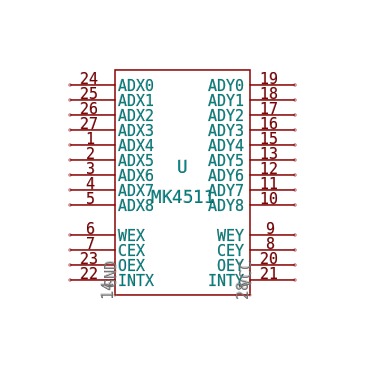 24 ADX0 ADY0 19
25 ADX1 ADY1 18
26 ADX2 ADY2 17
27 ADX3 ADY3 16
1 ADX4 ADY4 15
2 ADX5 ADY5 13
3 ADX6 U ADY6 12
4 ADX7 ADY7 11
MK4511
5 ADX8 ADY8 10
6 WEX WEY 9
7 CEX CEY 8
23 OEX OEY 20
22 INTX INTY 21
14 GND 28